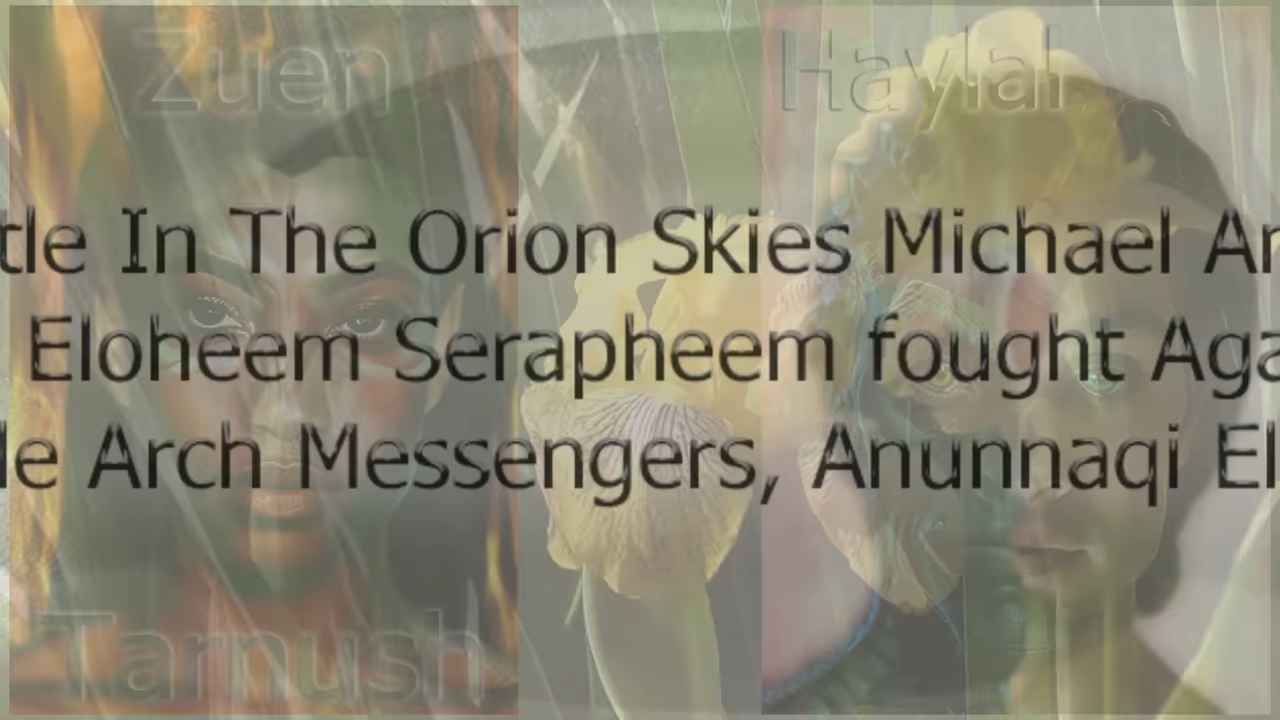 Zuen Haylal
tle In The Orion Skies Michael Ar
Eloheem Serapheem fought Aga
le Arch Messengers, Anunnaqi El
Tarnush